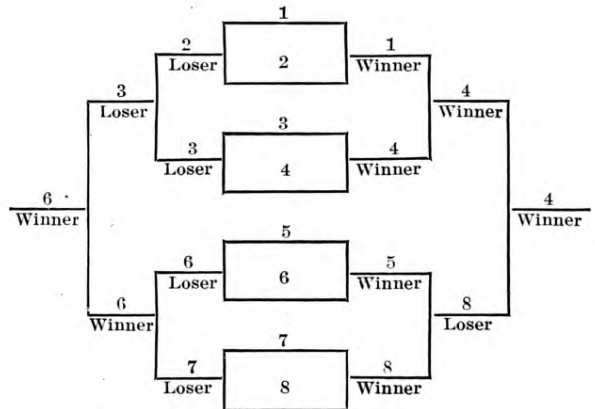 1
2 1
Loser 2 Winner
3 4
Loser 3 Winner
3 4
Loser 4 Winner
6 4
Winner Winner
5
6 5
Loser 6 Winner
6 8
Winner Loser
7
7 8
Loser 8 Winner